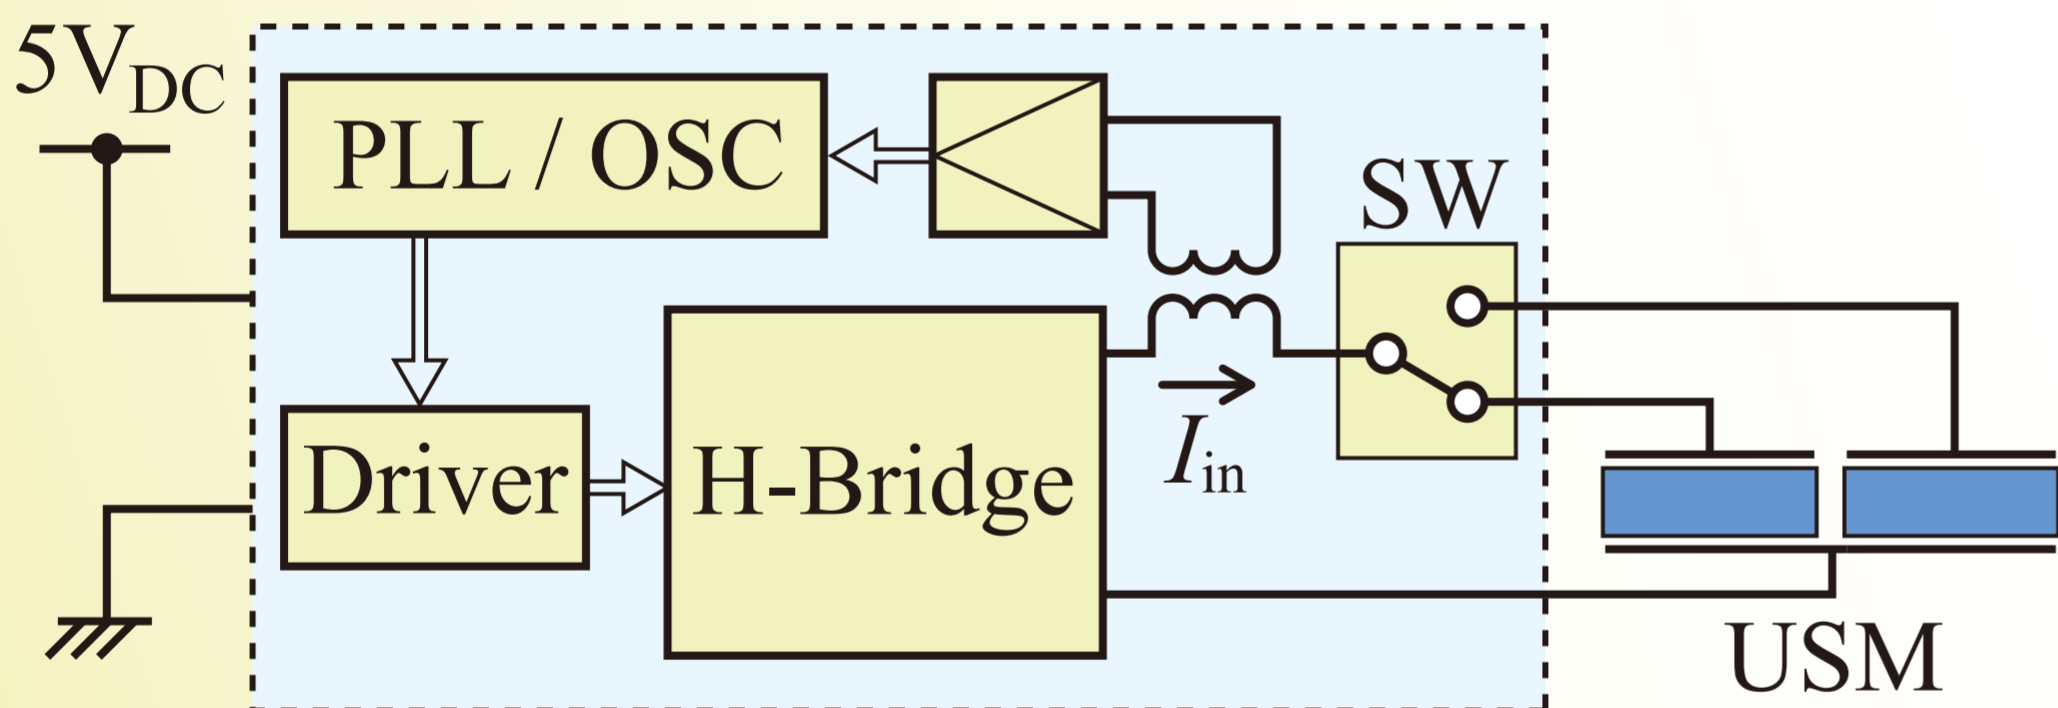 5V_DC
PLL / OSC
SW
Driver
H-Bridge
I_in
USM